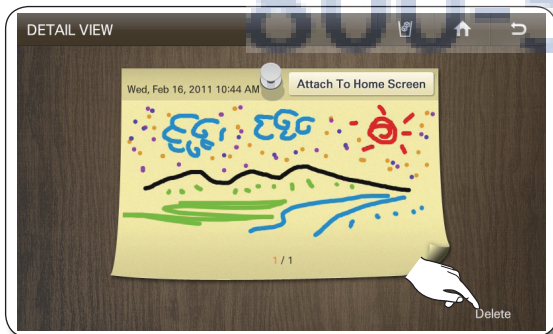 DETAIL VIEW
Wed, Feb 16, 2011 10:44 AM
Attach To Home Screen
1 / 1
Delete